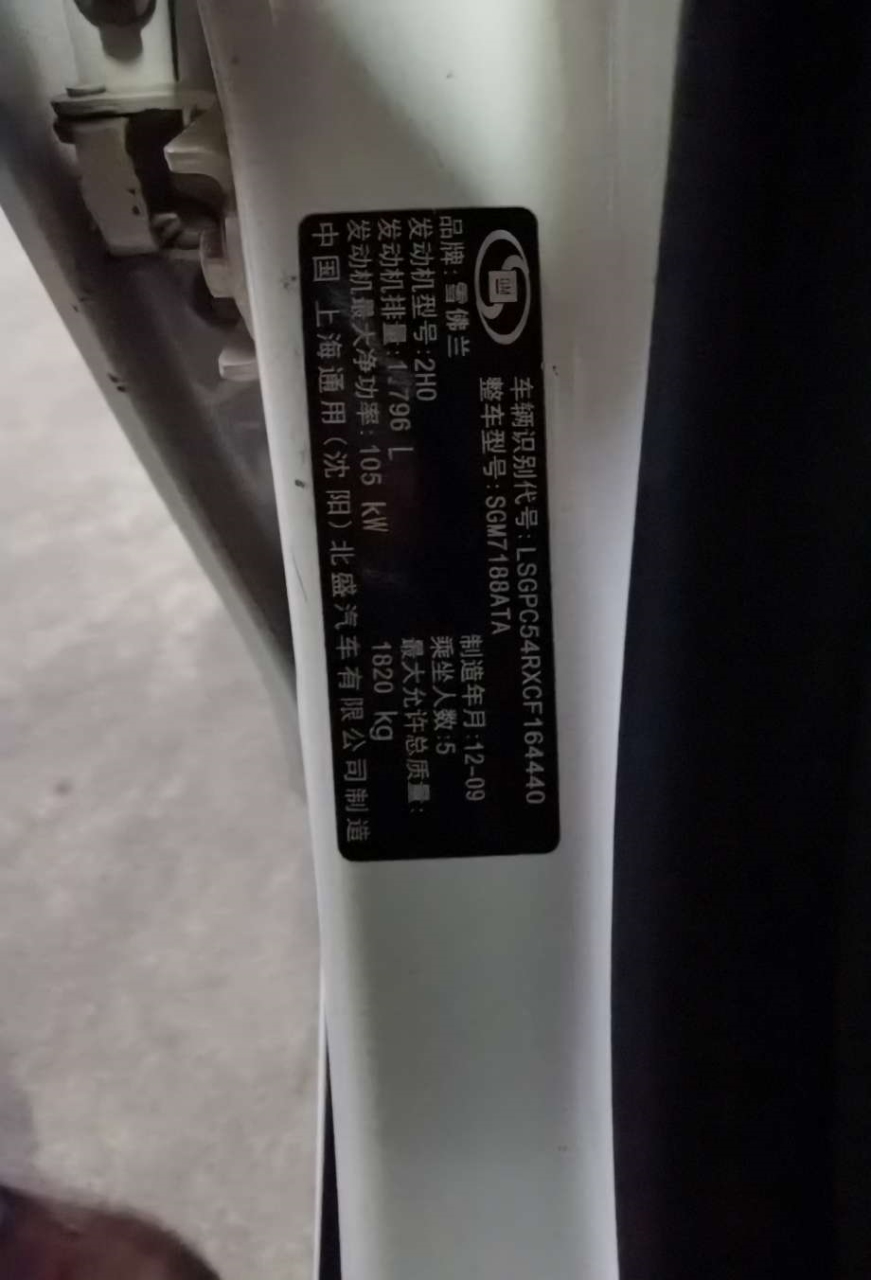 GM
车辆识别代号:LSGPC54RXCF164440
整车型号:SGM7188ATA
品牌:雪佛兰
制造年月:12-09
发动机型号:2H0
乘坐人数:5
发动机排量:1.796 L
最大允许总质量:
发动机最大净功率:105 kW
1820 kg
中国 上海通用(沈阳)北盛汽车有限公司制造